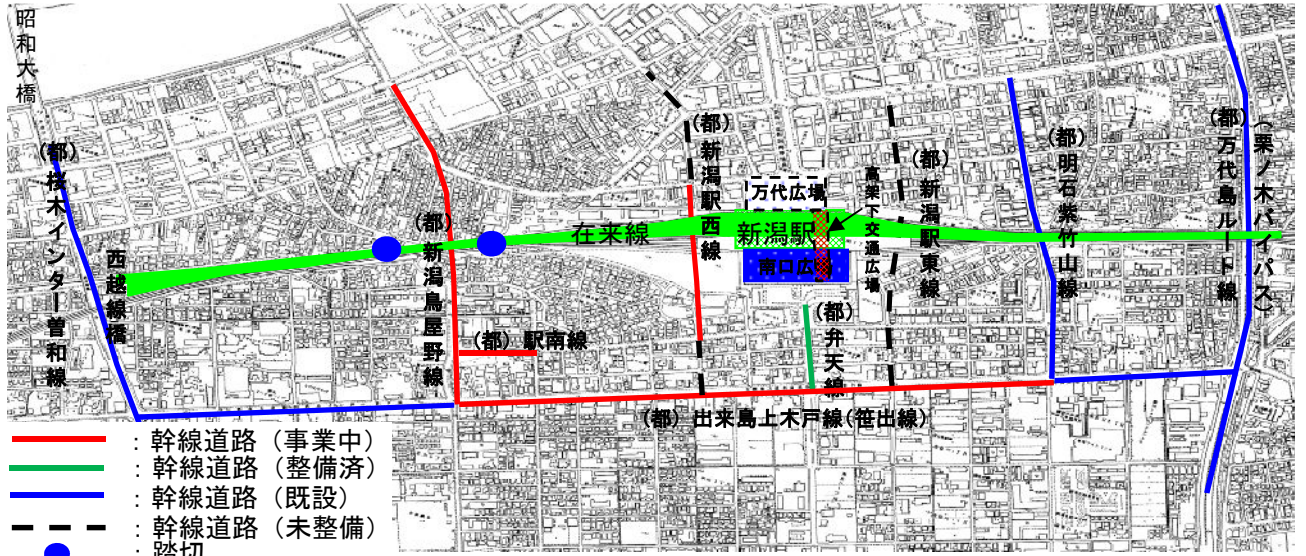 昭和大橋
(都)桜木インター曽和線
西越線橋
(都)新潟鳥屋野線
(都)駅南線
在来線
(都)新潟駅西線
万代広場
新潟駅
南口広
高架下交通広場
(都)弁天線
(都)新潟駅東線
(都)明石紫竹山線
(都)万代島ルート線
(栗ノ木バイパス)
(都)出来島上木戸線(笹出線)
:幹線道路(事業中)
:幹線道路(整備済)
:幹線道路(既設)
:幹線道路(未整備)
:踏切